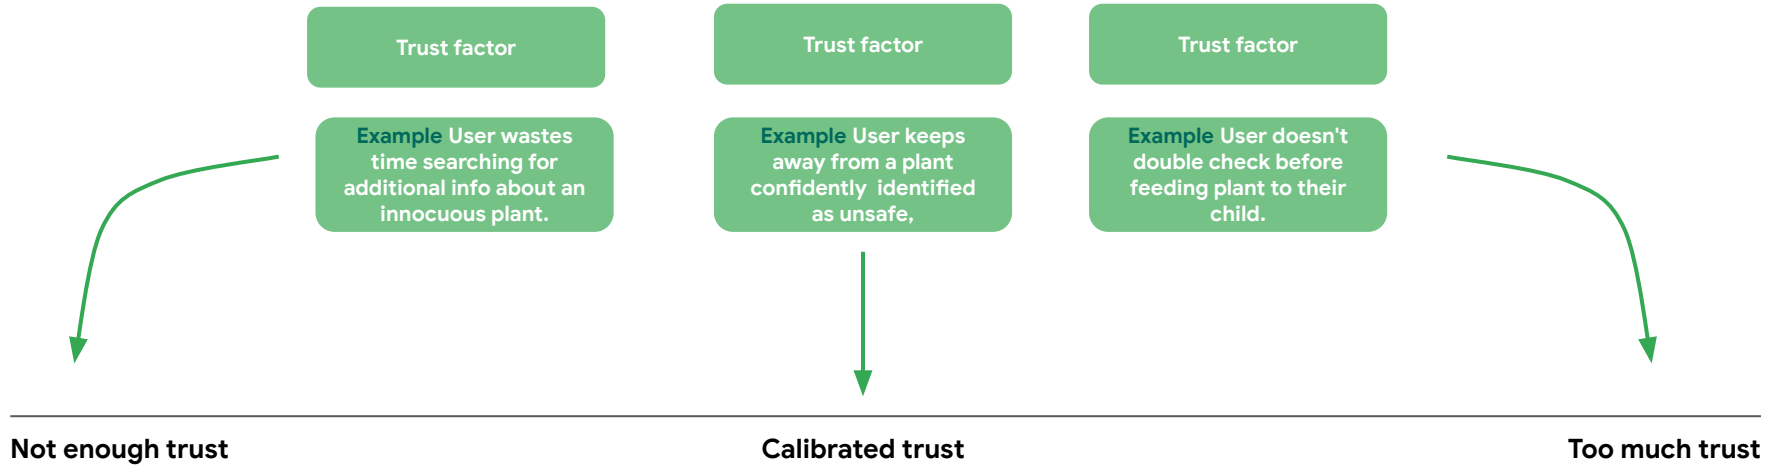 Trust factor
Trust factor
Trust factor
Example User wastes
time searching for
additional info about an
innocuous plant.
Example User keeps
away from a plant
confidently  identified
as unsafe,
Example User doesn't
double check before
feeding plant to their
child.
Not enough trust
Calibrated trust
Too much trust